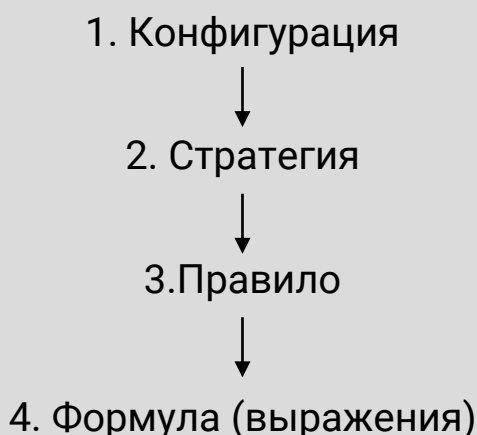 1. Конфигурация
2. Стратегия
3.Правило
4. Формула (выражения)